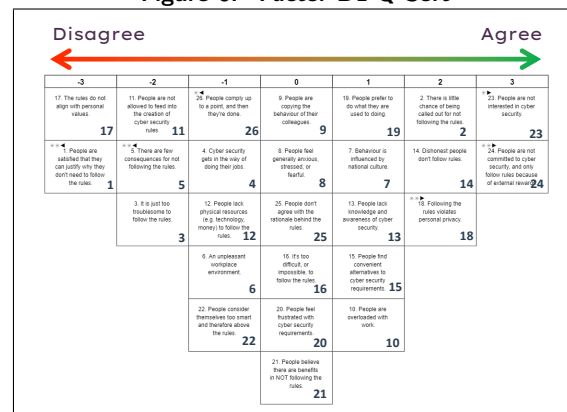 Figure Factor Q-Sort
Disagree Agree
-3 -2 -1 0 1 2 3
17. The rules do not
align with personal
values.
17
11. People are not
allowed to feed into
the creation of
cyber security
rules.
11
*◄
26. People comply up
to a point, and then
they're done.
26
9. People are
copying the
behaviour of their
colleagues.
9
19. People prefer to
do what they are
used to doing.
19
2. There is little
chance of being
called out for not
following the rules.
2
*►
23. People are not
interested in cyber
security
23
**◄
1. People are
satisfied that they
can justify why they
don't need to follow
the rules.
1
**◄
5. There are few
consequences for not
following the rules.
5
4. Cyber security
gets in the way of
doing their jobs.
4
8. People feel
generally anxious,
stressed, or
fearful.
8
7. Behaviour is
influenced by
national culture.
7
14. Dishonest people
don't follow rules.
14
**►
24. People are not
committed to cyber
security, and only
follow rules because
of external reward.
24
3. It is just too
troublesome to
follow the rules.
3
12. People lack
physical resources
(e.g. technology,
money) to follow the
rules.
12
25. People don't
agree with the
rationale behind the
rules.
25
13. People lack
knowledge and
awareness of cyber
security.
13
**►
18. Following the
rules violates
personal privacy.
18
6. An unpleasant
workplace
environment.
6
16. It's too
difficult, or
impossible, to
follow the rules.
16
15. People find
convenient
alternatives to
cyber security
requirements.
15
22. People consider
themselves too smart
and therefore above
the rules.
22
20. People feel
frustrated with
cyber security
requirements.
20
10. People are
overloaded with
work.
10
21. People believe
there are benefits
in NOT following the
rules.
21